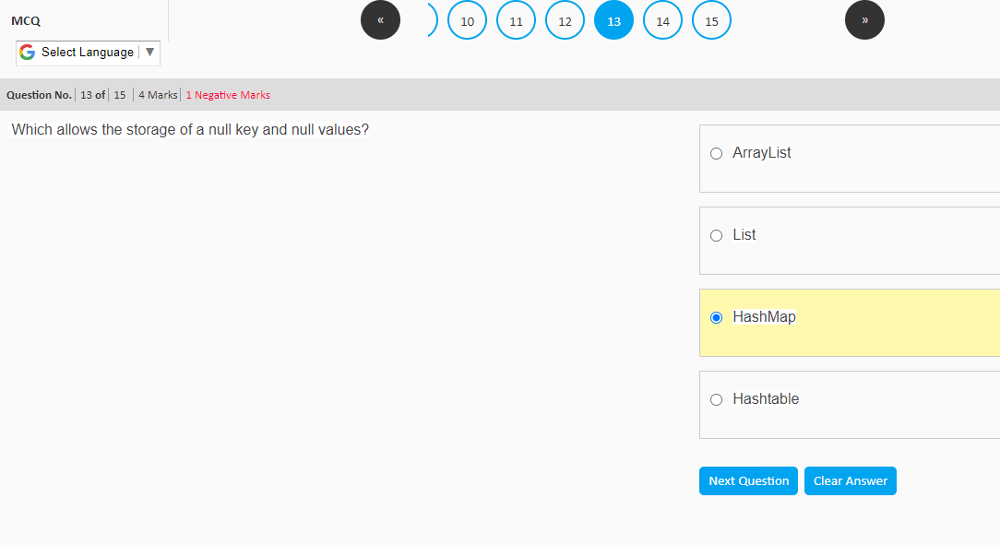 MCQ
« 10 11 12 13 14 15 »
Select Language ▼
Question No. 13 of 15 4 Marks 1 Negative Marks
Which allows the storage of a null key and null values?
ArrayList
List
HashMap
Hashtable
Next Question Clear Answer